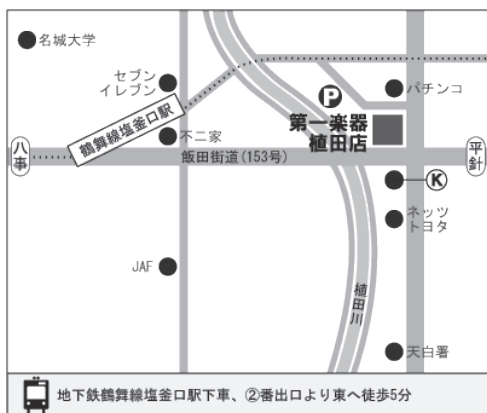 名城大学
セブン
イレブン
鶴舞線塩釜口駅
不二家
P
パチンコ
第一楽器
植田店
八事
飯田街道(153号)
平針
K
ネッツ
トヨタ
JAF
植田川
天白署
地下鉄鶴舞線塩釜口駅下車、②番出口より東へ徒歩5分